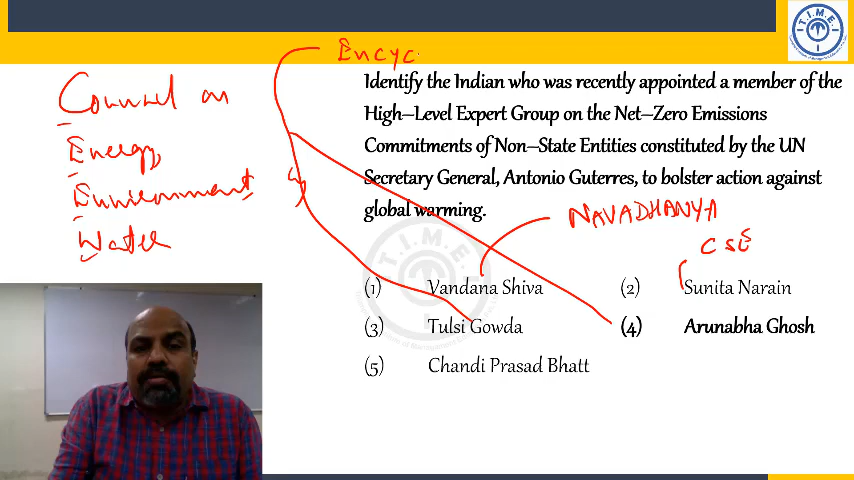 T.I.M.E.
Encyc
Identify the Indian who was recently appointed a member of the
High-Level Expert Group on the Net-Zero Emissions
Commitments of Non-State Entities constituted by the UN
Secretary General, Antonio Guterres, to bolster action against
global warming.
Council on
Energy,
Environment
Water
NAVADHANYA
CSE
(1) Vandana Shiva
(2) Sunita Narain
(3) Tulsi Gowda
(4) Arunabha Ghosh
(5) Chandi Prasad Bhatt
T.I.M.E.